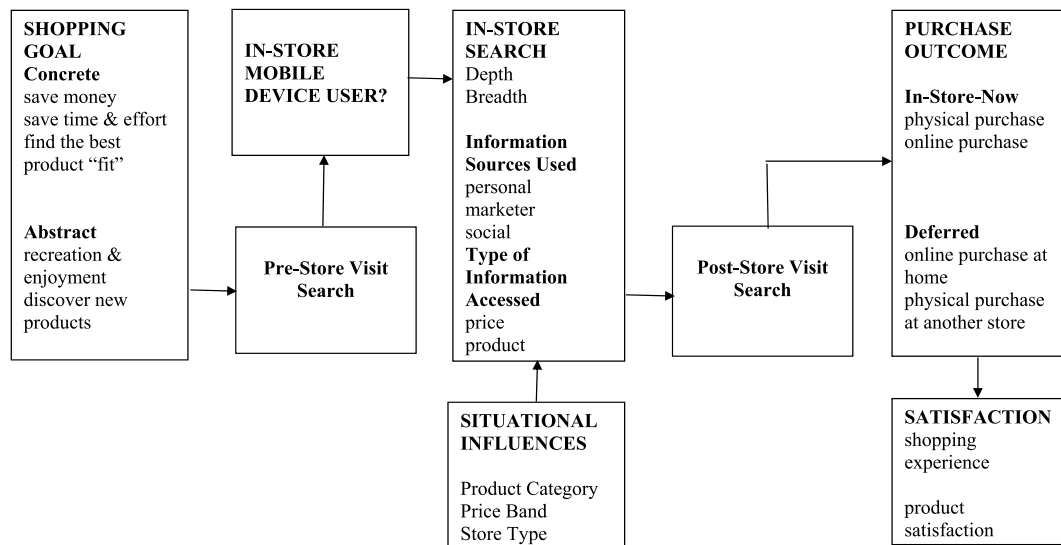 SHOPPING
GOAL
Concrete
save money
save time & effort
find the best
product “fit”
Abstract
recreation &
enjoyment
discover new
products
IN-STORE
MOBILE
DEVICE USER?
Pre-Store Visit
Search
IN-STORE
SEARCH
Depth
Breadth
Information
Sources Used
personal
marketer
social
Type of
Information
Accessed
price
product
SITUATIONAL
INFLUENCES
Product Category
Price Band
Store Type
Post-Store Visit
Search
PURCHASE
OUTCOME
In-Store-Now
physical purchase
online purchase
Deferred
online purchase at
home
physical purchase
at another store
SATISFACTION
shopping
experience
product
satisfaction